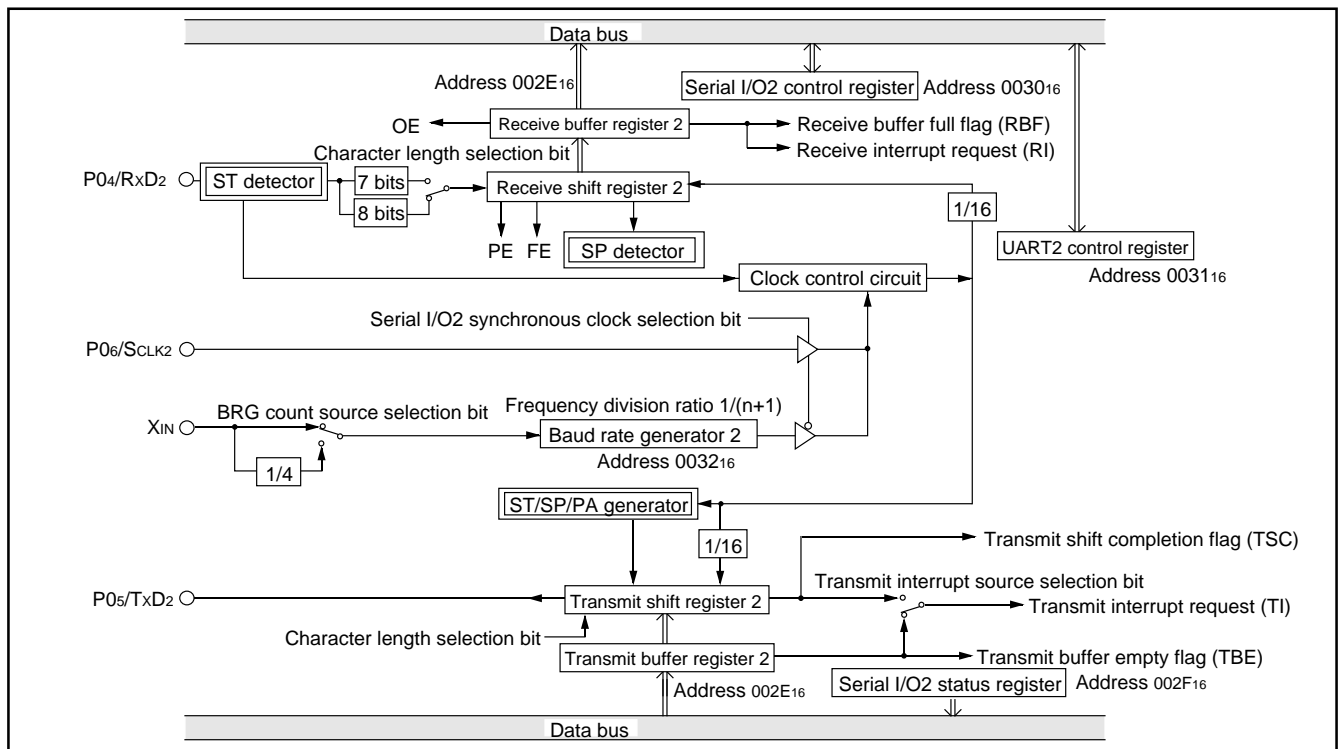 Data bus
Address 002E16
Serial I/O2 control register Address 003016
OE Receive buffer register 2 Receive buffer full flag (RBF)
Receive interrupt request (RI)
Character length selection bit
P04/RXD2 ST detector 7 bits Receive shift register 2
8 bits 1/16
PE FE SP detector UART2 control register
Address 003116
Clock control circuit
Serial I/O2 synchronous clock selection bit
P06/SCLK2
BRG count source selection bit Frequency division ratio 1/(n+1)
XIN Baud rate generator 2
1/4 Address 003216
ST/SP/PA generator
1/16 Transmit shift completion flag (TSC)
Transmit interrupt source selection bit
P05/TXD2 Transmit shift register 2 Transmit interrupt request (TI)
Character length selection bit
Transmit buffer register 2 Transmit buffer empty flag (TBE)
Address 002E16 Serial I/O2 status register Address 002F16
Data bus